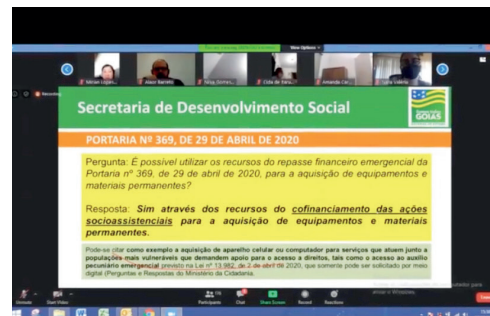 View Options
Recording
Secretaria de Desenvolvimento Social
GOIÁS
PORTARIA Nº 369, DE 29 DE ABRIL DE 2020
Pergunta: É possível utilizar os recursos do repasse financeiro emergencial da
Portaria nº 369, de 29 de abril de 2020, para a aquisição de equipamentos e
materiais permanentes?
Resposta: Sim através dos recursos do cofinanciamento das ações
socioassistenciais para a aquisição de equipamentos e materiais
permanentes.
Pode-se citar como exemplo a aquisição de aparelho celular ou computador para serviços que atuam junto a
populações mais vulneráveis que demandem apoio para o acesso a direitos, tais como o acesso ao auxílio
pecuniário emergencial previsto na Lei nº 13.982, de 2 de abril de 2020, que somente pode ser solicitado por meio
digital (Perguntas e Respostas do Ministério da Cidadania.
Unmute
Start Video
Participants
Chat
Share Screen
Record
Reactions